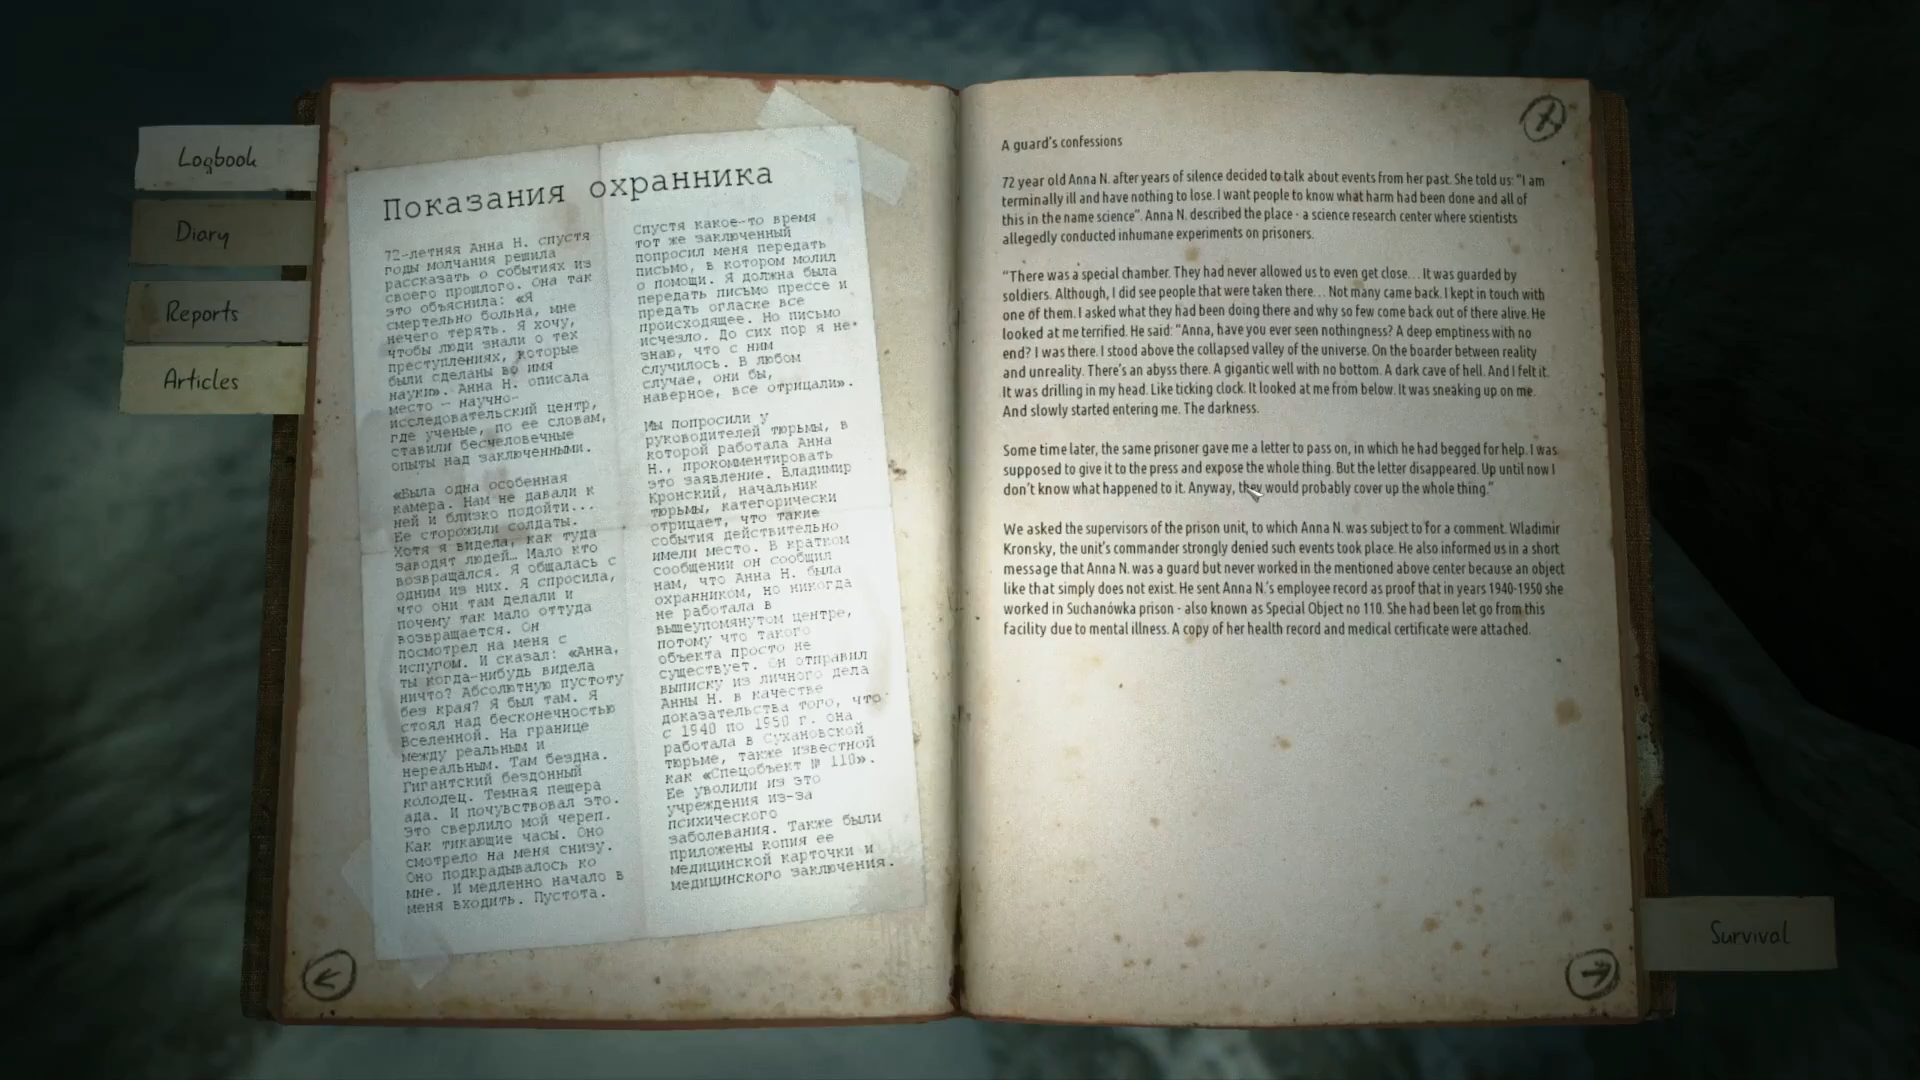 Logbook
Diary
Reports
Articles
Показания охранника
72-летняя Анна Н. спустя
годы молчания решила
рассказать о событиях из
своего прошлого. Она так
это объяснила: «Я
смертельно больна, мне
нечего терять. Я хочу,
чтобы люди знали о тех
преступлениях, которые
были сделаны во имя
науки». Анна Н. описала
место – научно-
исследовательский центр,
где ученые, по ее словам,
ставили бесчеловечные
опыты над заключенными.
«Была одна особенная
камера. Нам не давали к
ней и близко подойти...
Ее сторожили солдаты.
Хотя я видела, как туда
заводят людей… Мало кто
возвращался. Я общалась с
одним из них. Я спросила,
что они там делали и
почему так мало оттуда
возвращается. Он
посмотрел на меня с
испугом. И сказал: «Анна,
ты когда-нибудь видела
ничто? Абсолютную пустоту
без края? Я был там. Я
стоял над бесконечностью
Вселенной. На границе
между реальным и
нереальным. Там бездна.
Гигантский бездонный
колодец. Темная пещера
ада. И почувствовал это.
Это сверлило мой череп.
Как тикающие часы. Оно
смотрело на меня снизу.
Оно подкрадывалось ко
мне. И медленно начало в
меня входить. Пустота.
Спустя какое-то время
тот же заключенный
попросил меня передать
письмо, в котором молил
о помощи. Я должна была
передать письмо прессе и
предать огласке все
происходящее. Но письмо
исчезло. До сих пор я не
знаю, что с ним
случилось. В любом
случае, они бы,
наверное, все отрицали».
Мы попросили у
руководителей тюрьмы, в
которой работала Анна
Н., прокомментировать
это заявление. Владимир
Кронский, начальник
тюрьмы, категорически
отрицает, что такие
события действительно
имели место. В кратком
сообщении он сообщил
нам, что Анна Н. была
охранником, но никогда
не работала в
вышеупомянутом центре,
потому что такого
объекта просто не
существует. Он отправил
выписку из личного дела
Анны Н. в качестве
доказательства того, что
с 1940 по 1950 г. она
работала в Сухановской
тюрьме, также известной
как «Спецобъект № 110».
Ее уволили из это
учреждения из-за
психического
заболевания. Также были
приложены копия ее
медицинской карточки и
медицинского заключения.
A guard's confessions
72 year old Anna N. after years of silence decided to talk about events from her past. She told us: "I am
terminally ill and have nothing to lose. I want people to know what harm had been done and all of
this in the name science". Anna N. described the place - a science research center where scientists
allegedly conducted inhumane experiments on prisoners.
"There was a special chamber. They had never allowed us to even get close... It was guarded by
soldiers. Although, I did see people that were taken there... Not many came back. I kept in touch with
one of them. I asked what they had been doing there and why so few come back out of there alive. He
looked at me terrified. He said: "Anna, have you ever seen nothingness? A deep emptiness with no
end? I was there. I stood above the collapsed valley of the universe. On the boarder between reality
and unreality. There's an abyss there. A gigantic well with no bottom. A dark cave of hell. And I felt it.
It was drilling in my head. Like ticking clock. It looked at me from below. It was sneaking up on me.
And slowly started entering me. The darkness.
Some time later, the same prisoner gave me a letter to pass on, in which he had begged for help. I was
supposed to give it to the press and expose the whole thing. But the letter disappeared. Up until now I
don't know what happened to it. Anyway, they would probably cover up the whole thing."
We asked the supervisors of the prison unit, to which Anna N. was subject to for a comment. Wladimir
Kronsky, the unit's commander strongly denied such events took place. He also informed us in a short
message that Anna N. was a guard but never worked in the mentioned above center because an object
like that simply does not exist. He sent Anna N.'s employee record as proof that in years 1940-1950 she
worked in Suchanówka prison - also known as Special Object no 110. She had been let go from this
facility due to mental illness. A copy of her health record and medical certificate were attached.
Survival